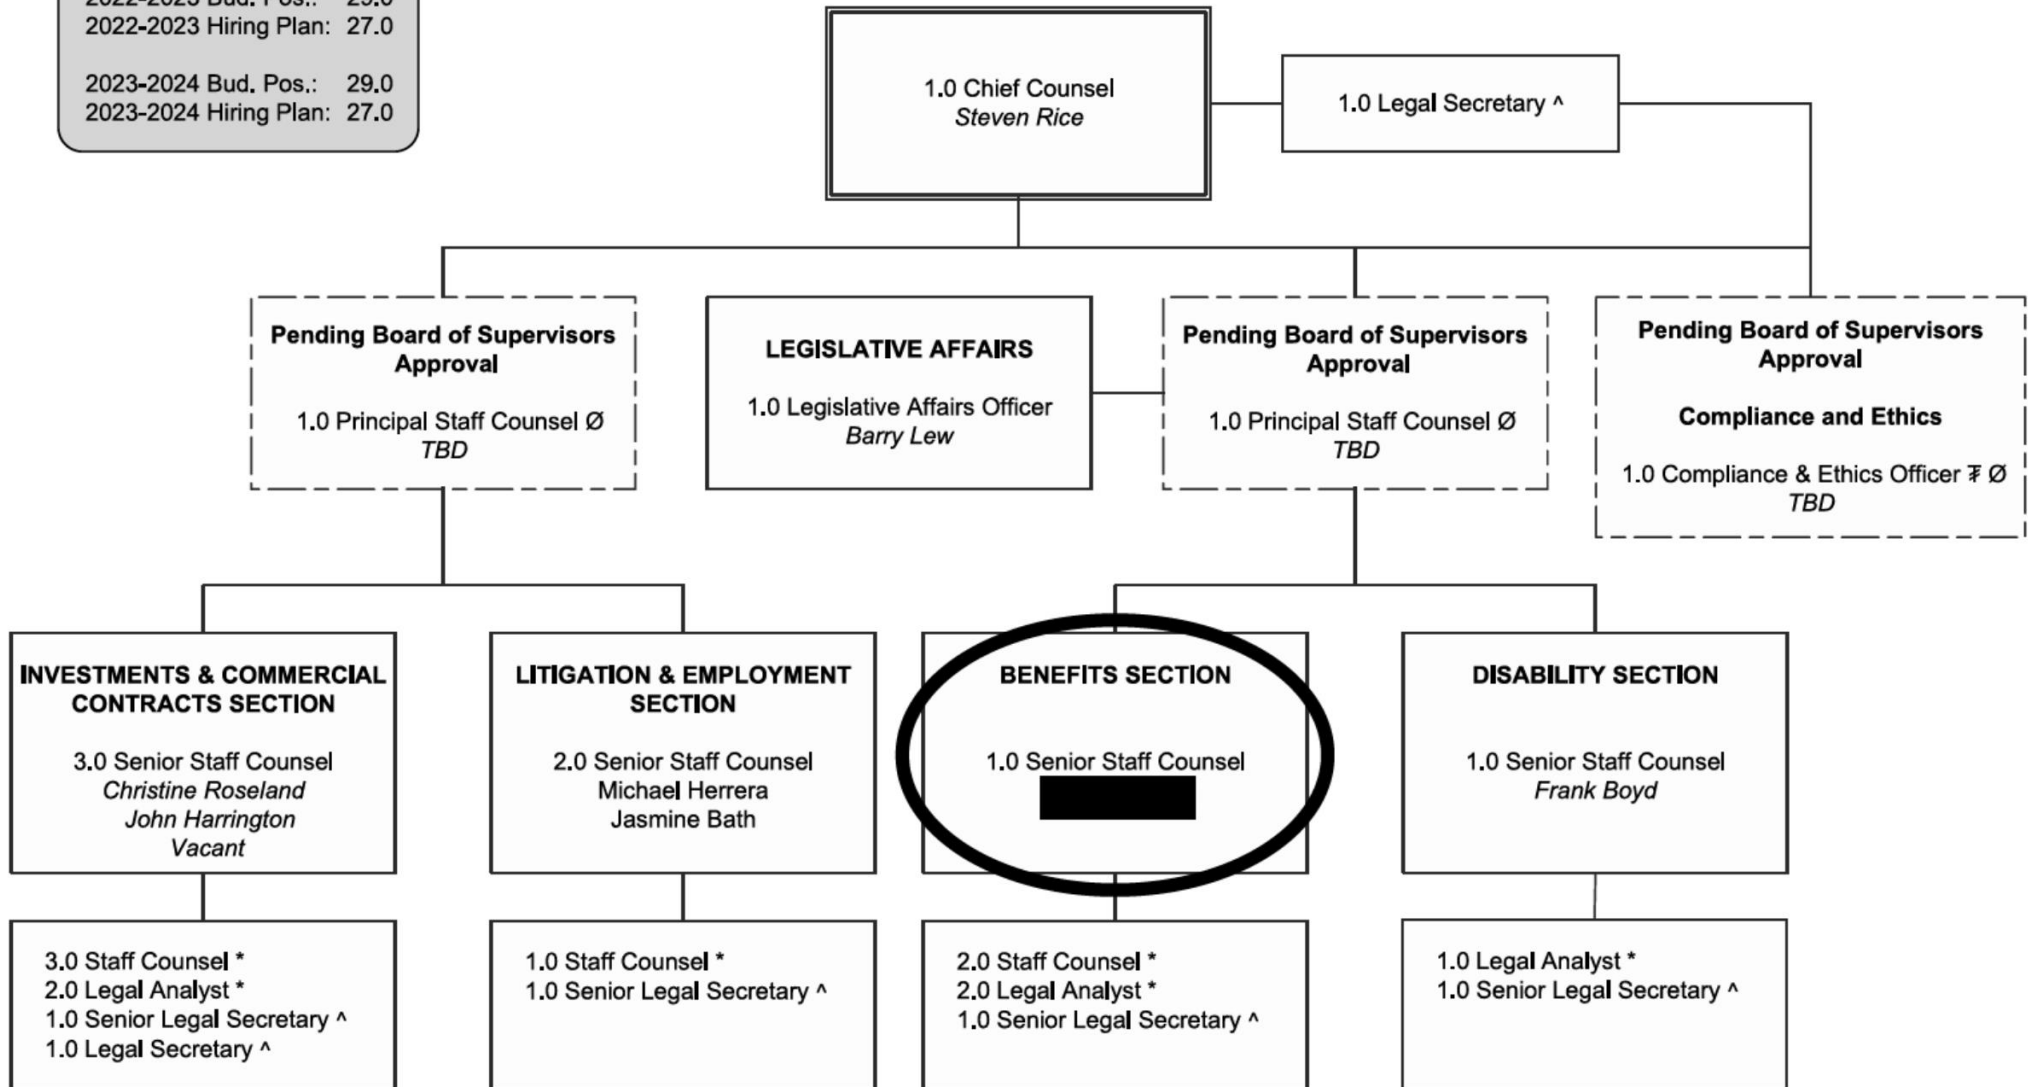 2022-2023 Bud. Pos.: 29.0
2022-2023 Hiring Plan: 27.0
2023-2024 Bud. Pos.: 29.0
2023-2024 Hiring Plan: 27.0
1.0 Chief Counsel
Steven Rice
1.0 Legal Secretary ^
Pending Board of Supervisors
Approval
1.0 Principal Staff Counsel Ø
TBD
LEGISLATIVE AFFAIRS
1.0 Legislative Affairs Officer
Barry Lew
Pending Board of Supervisors
Approval
1.0 Principal Staff Counsel Ø
TBD
Pending Board of Supervisors
Approval
Compliance and Ethics
1.0 Compliance & Ethics Officer ₮ Ø
TBD
INVESTMENTS & COMMERCIAL
CONTRACTS SECTION
3.0 Senior Staff Counsel
Christine Roseland
John Harrington
Vacant
LITIGATION & EMPLOYMENT
SECTION
2.0 Senior Staff Counsel
Michael Herrera
Jasmine Bath
BENEFITS SECTION
1.0 Senior Staff Counsel
DISABILITY SECTION
1.0 Senior Staff Counsel
Frank Boyd
3.0 Staff Counsel *
2.0 Legal Analyst *
1.0 Senior Legal Secretary ^
1.0 Legal Secretary ^
1.0 Staff Counsel *
1.0 Senior Legal Secretary ^
2.0 Staff Counsel *
2.0 Legal Analyst *
1.0 Senior Legal Secretary ^
1.0 Legal Analyst *
1.0 Senior Legal Secretary ^